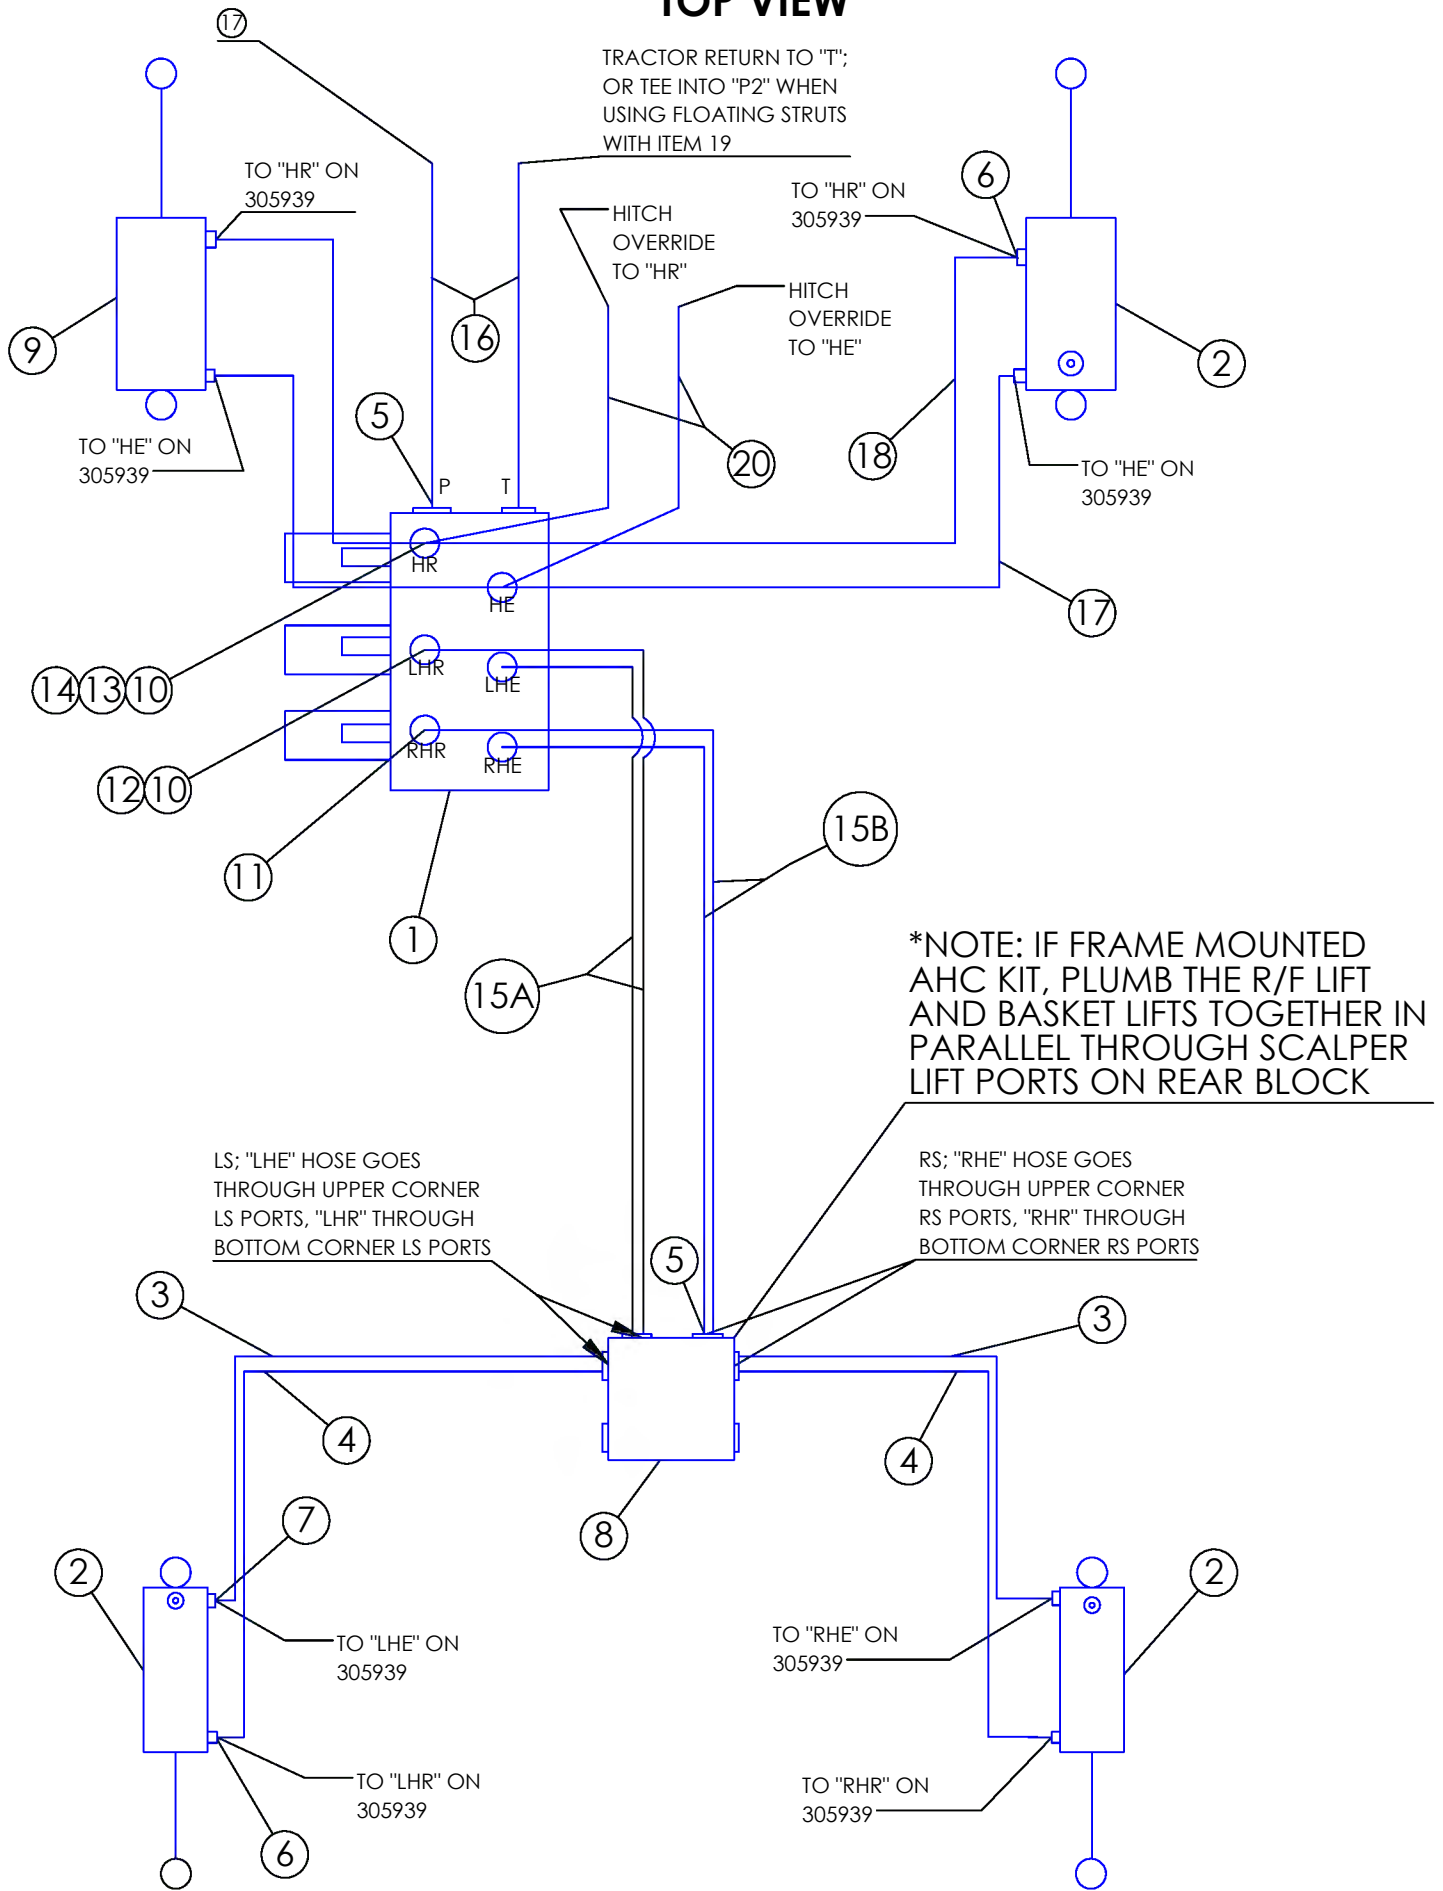 TOP VIEW
17
TRACTOR RETURN TO "T";
OR TEE INTO "P2" WHEN
USING FLOATING STRUTS
WITH ITEM 19
TO "HR" ON
305939
6
TO "HR" ON
305939
HITCH
OVERRIDE
TO "HR"
HITCH
OVERRIDE
TO "HE"
16
9
2
5
TO "HE" ON
305939
20
18
TO "HE" ON
305939
P
T
HR
HE
17
LHR
LHE
14 13 10
RHR
RHE
12 10
15B
11
1
15A
*NOTE: IF FRAME MOUNTED
AHC KIT, PLUMB THE R/F LIFT
AND BASKET LIFTS TOGETHER IN
PARALLEL THROUGH SCALPER
LIFT PORTS ON REAR BLOCK
LS; "LHE" HOSE GOES
THROUGH UPPER CORNER
LS PORTS, "LHR" THROUGH
BOTTOM CORNER LS PORTS
RS; "RHE" HOSE GOES
THROUGH UPPER CORNER
RS PORTS, "RHR" THROUGH
BOTTOM CORNER RS PORTS
5
3
3
4
4
7
8
2
2
TO "LHE" ON
305939
TO "RHE" ON
305939
TO "LHR" ON
305939
TO "RHR" ON
305939
6